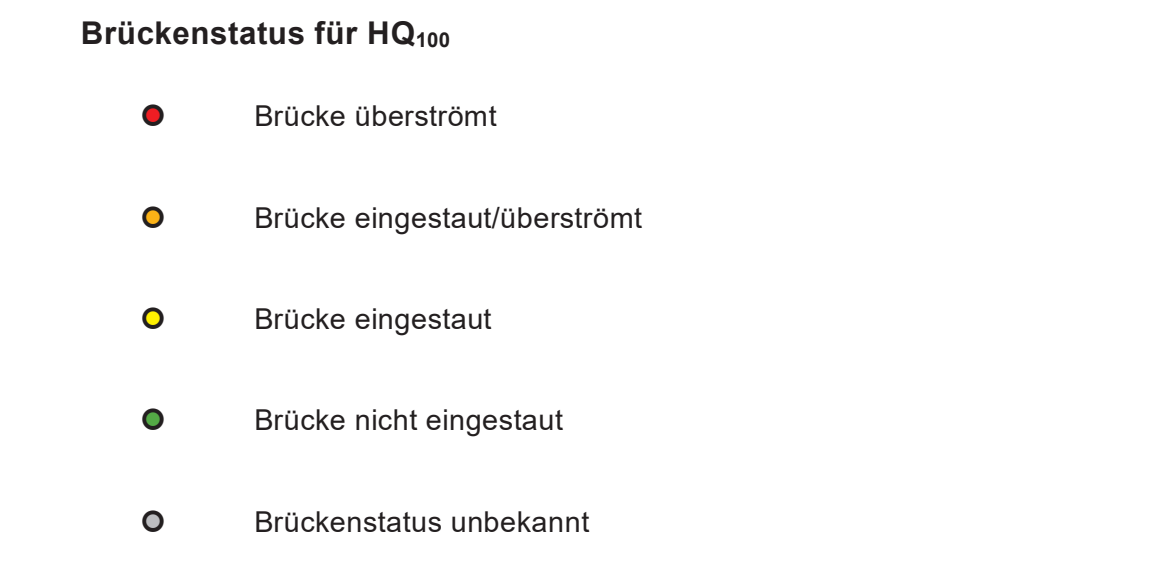 Brückenstatus für HQ100
Brücke überströmt
Brücke eingestaut/überströmt
Brücke eingestaut
Brücke nicht eingestaut
Brückenstatus unbekannt